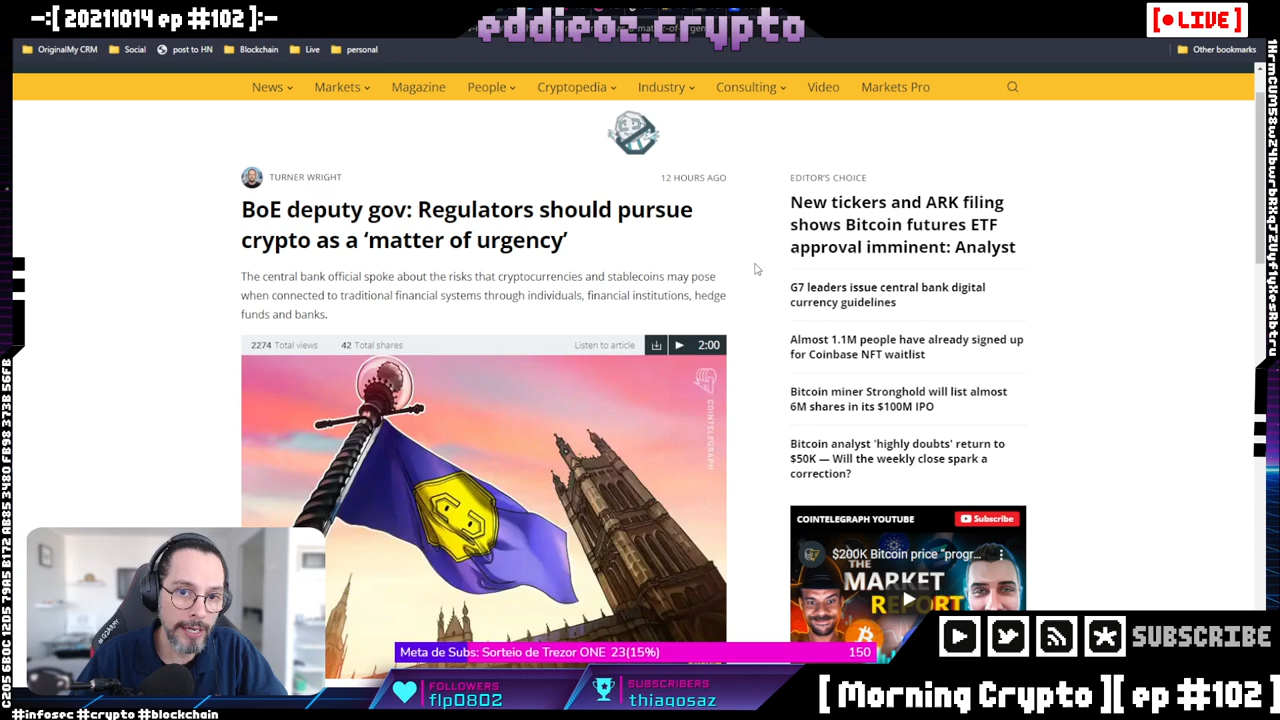 -:[ 20211014 ep #102 ]:-
eddieoz.crypto
[● LIVE]
OriginalMy CRM
Social
post to HN
Blockchain
Live
personal
Other bookmarks
News
Markets
Magazine
People
Cryptopedia
Industry
Consulting
Video
Markets Pro
TURNER WRIGHT
12 HOURS AGO
BoE deputy gov: Regulators should pursue
crypto as a ‘matter of urgency’
The central bank official spoke about the risks that cryptocurrencies and stablecoins may pose
when connected to traditional financial systems through individuals, financial institutions, hedge
funds and banks.
2274 Total views
42 Total shares
Listen to article
2:00
COINTELEGRAPH
EDITOR'S CHOICE
New tickers and ARK filing
shows Bitcoin futures ETF
approval imminent: Analyst
G7 leaders issue central bank digital
currency guidelines
Almost 1.1M people have already signed up
for Coinbase NFT waitlist
Bitcoin miner Stronghold will list almost
6M shares in its $100M IPO
Bitcoin analyst 'highly doubts' return to
$50K — Will the weekly close spark a
correction?
COINTELEGRAPH YOUTUBE
Subscribe
$200K Bitcoin price “progr...
THE
MARKET
REPORT
Meta de Subs: Sorteio de Trezor ONE 23(15%)
150
FOLLOWERS
flp0802
SUBSCRIBERS
thiagosaz
SUBSCRIBE
[ Morning Crypto ][ ep #102 ]
#infosec #crypto #blockchain